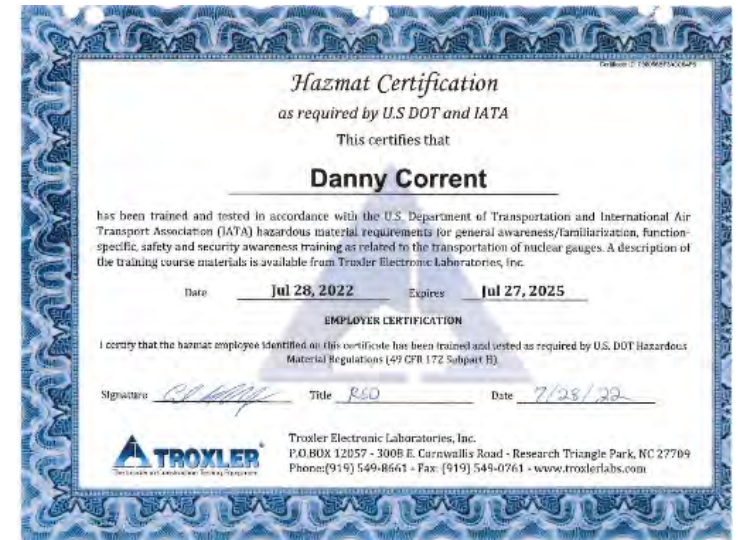 Hazmat Certification
as required by U.S DOT and IATA
This certifies that
Danny Corrent
has been trained and tested in accordance with the U.S. Department of Transportation and International Air
Transport Association (IATA) hazardous material requirements for general awareness/familiarization, function-
specific, safety and security awareness training as related to the transportation of nuclear gauges. A description of
the training course materials is available from Troxler Electronic Laboratories, Inc.
Date Jul 28, 2022 Expires Jul 27, 2025
EMPLOYER CERTIFICATION
I certify that the hazmat employee identified on this certificate has been trained and tested as required by U.S. DOT Hazardous
Material Regulations (49 CFR 172 Subpart H).
Signature Title RSO Date 7/28/22
TROXLER
Troxler Electronic Laboratories, Inc.
P.O.BOX 12057 - 3008 E. Cornwallis Road - Research Triangle Park, NC 27709
Phone:(919) 549-8661 - Fax: (919) 549-0761 - www.troxlerlabs.com